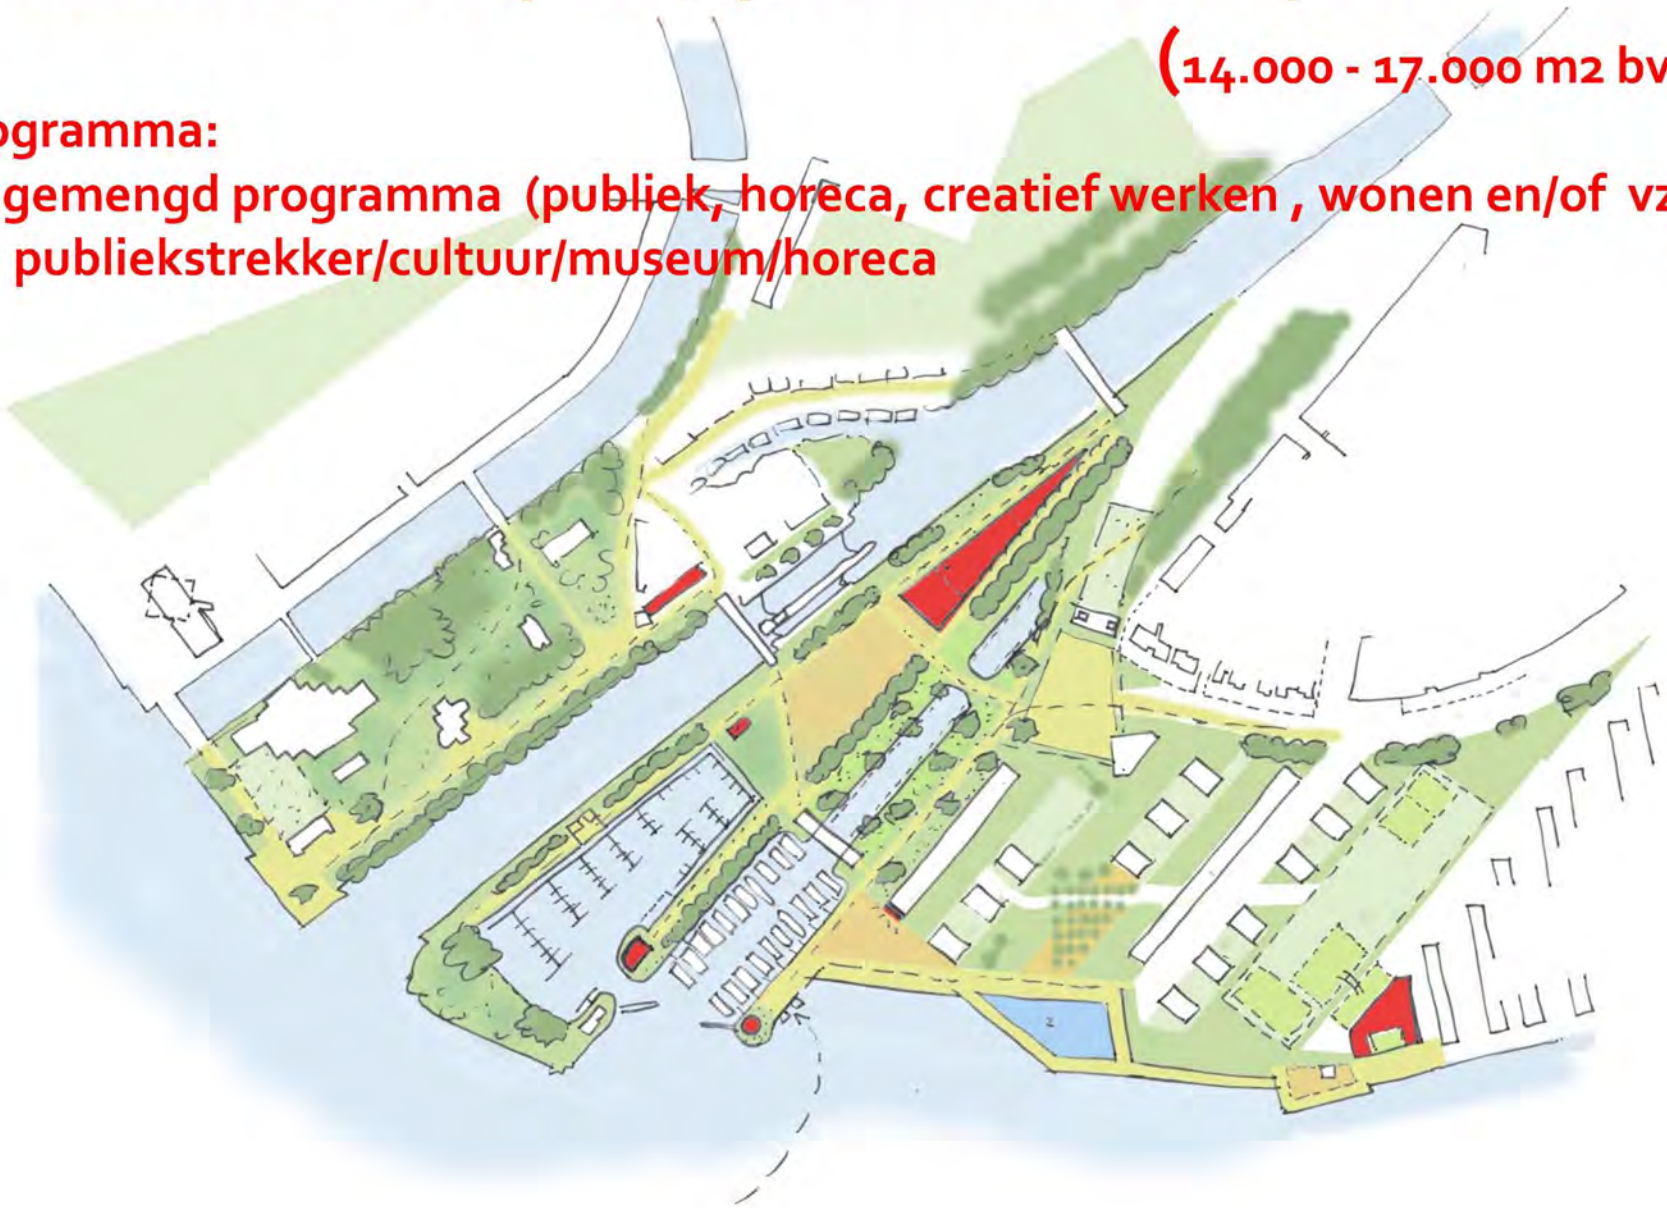 (14.000 - 17.000 m2 bv
ogramma:
gemengd programma (publiek, horeca, creatief werken , wonen en/of vz
publiekstrekker/cultuur/museum/horeca